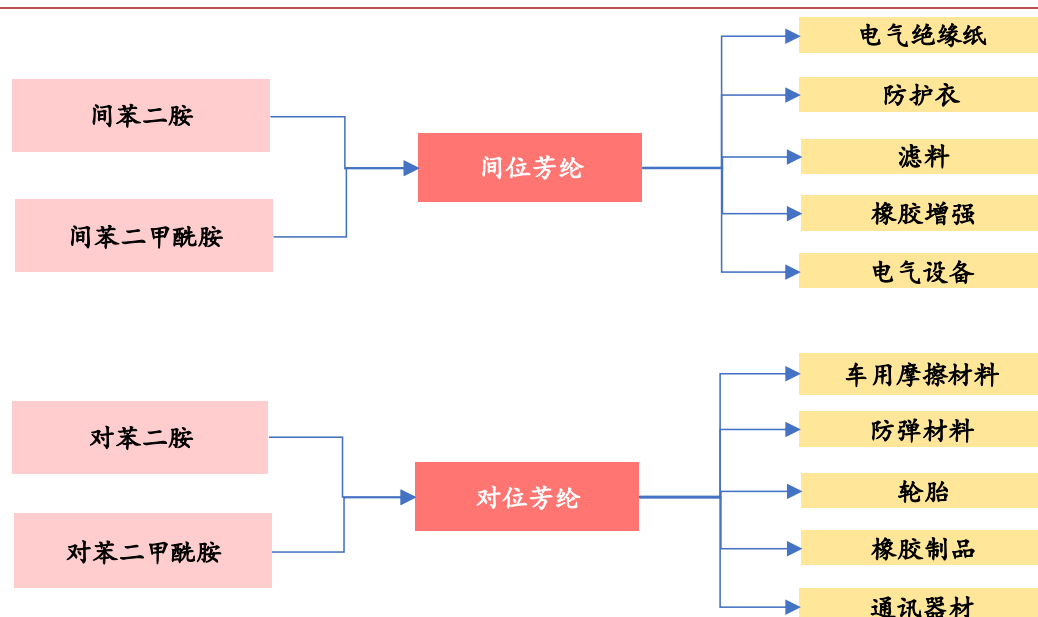 间苯二胺
间苯二甲酰胺
间位芳纶
电气绝缘纸
防护衣
滤料
橡胶增强
电气设备
对苯二胺
对苯二甲酰胺
对位芳纶
车用摩擦材料
防弹材料
轮胎
橡胶制品
通讯器材